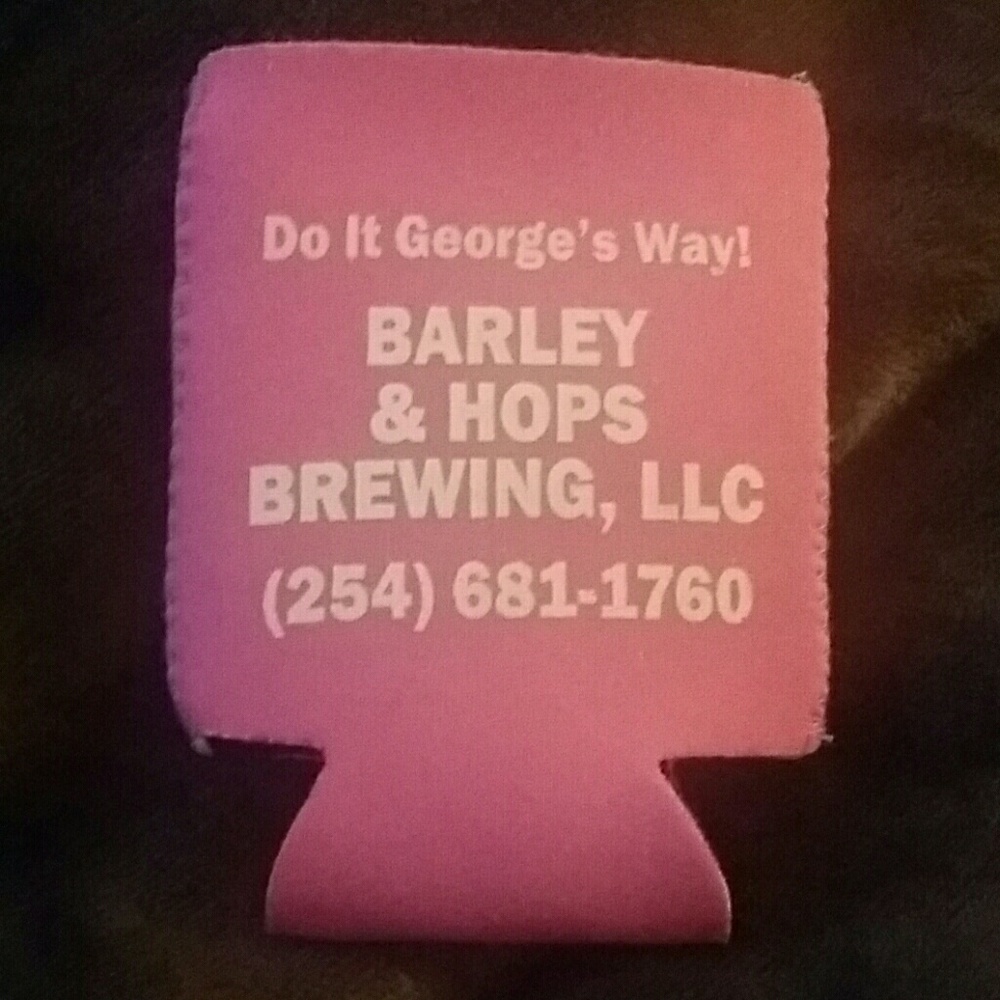 Do It George's Way!
BARLEY
& HOPS
BREWING, LLC
(254) 681-1760